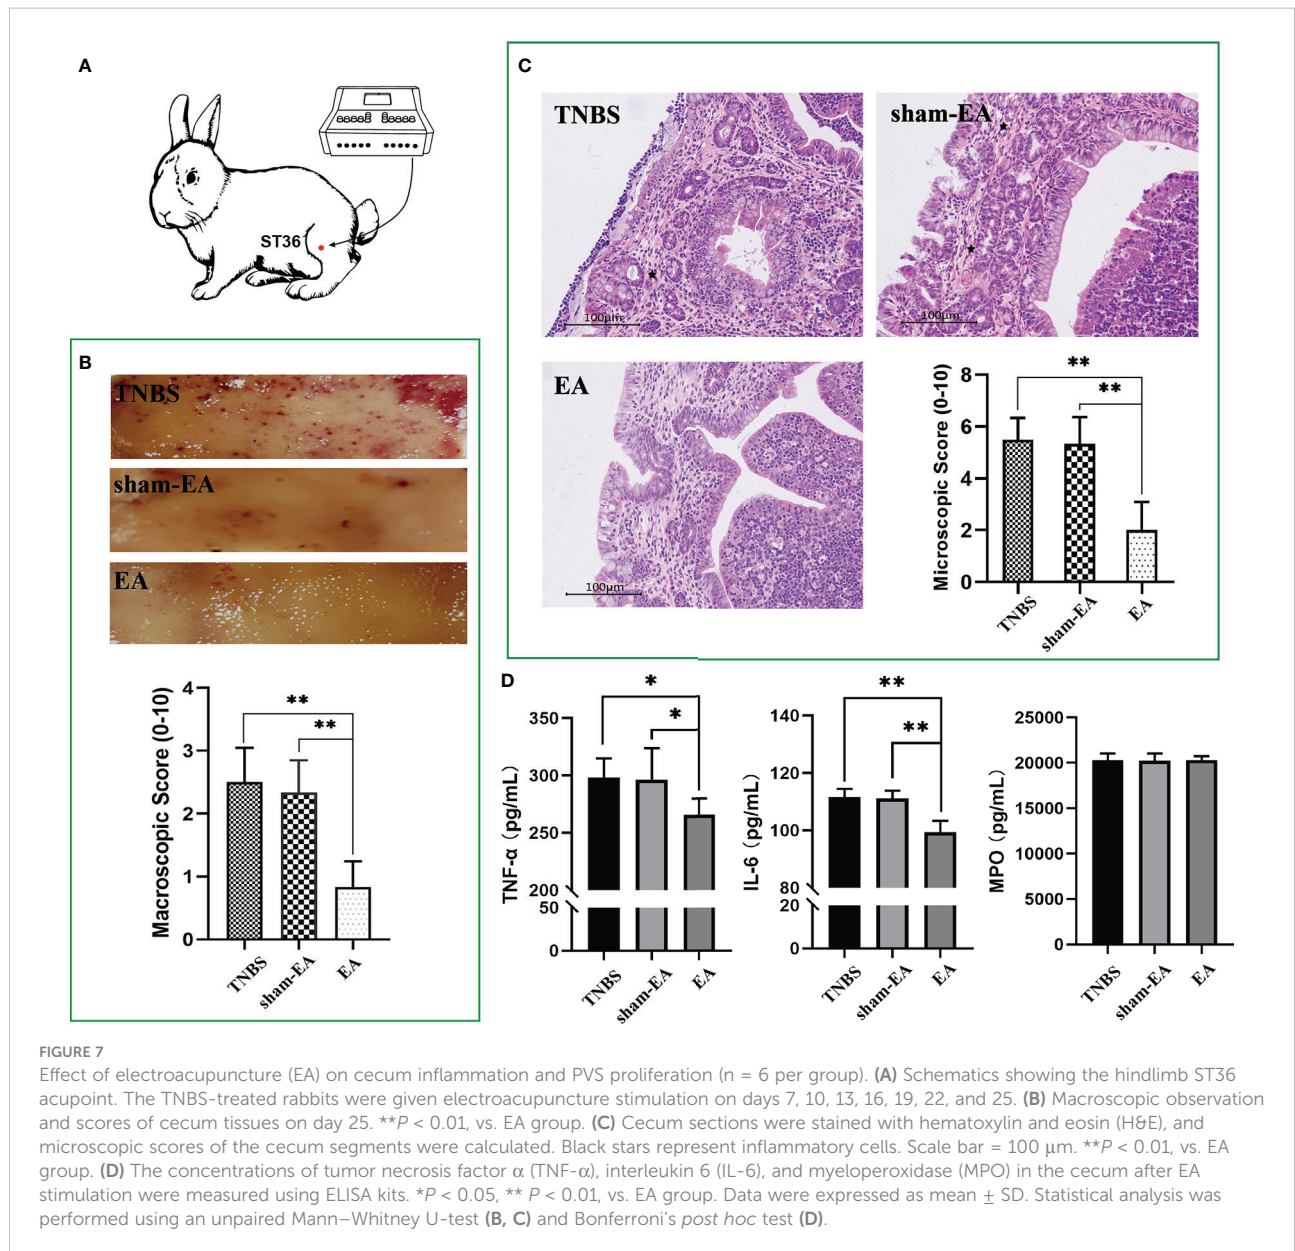 A
ST36
B
TNBS
sham-EA
EA
Macroscopic Score (0-10)
4
3
2
1
0
**
**
TNBS
sham-EA
EA
C
TNBS
100μm
sham-EA
100μm
EA
100μm
Microscopic Score (0-10)
8
6
4
2
0
**
**
TNBS
sham-EA
EA
D
TNF-α (pg/mL)
350
300
250
200
50
0
*
*
TNBS
sham-EA
EA
IL-6 (pg/mL)
140
120
100
80
20
0
**
**
TNBS
sham-EA
EA
MPO (pg/mL)
25000
20000
15000
10000
5000
0
TNBS
sham-EA
EA
FIGURE 7
Effect of electroacupuncture (EA) on cecum inflammation and PVS proliferation (n = 6 per group). (A) Schematics showing the hindlimb ST36
acupoint. The TNBS-treated rabbits were given electroacupuncture stimulation on days 7, 10, 13, 16, 19, 22, and 25. (B) Macroscopic observation
and scores of cecum tissues on day 25. **P < 0.01, vs. EA group. (C) Cecum sections were stained with hematoxylin and eosin (H&E), and
microscopic scores of the cecum segments were calculated. Black stars represent inflammatory cells. Scale bar = 100 μm. **P < 0.01, vs. EA
group. (D) The concentrations of tumor necrosis factor α (TNF-α), interleukin 6 (IL-6), and myeloperoxidase (MPO) in the cecum after EA
stimulation were measured using ELISA kits. *P < 0.05, ** P < 0.01, vs. EA group. Data were expressed as mean ± SD. Statistical analysis was
performed using an unpaired Mann–Whitney U-test (B, C) and Bonferroni's post hoc test (D).